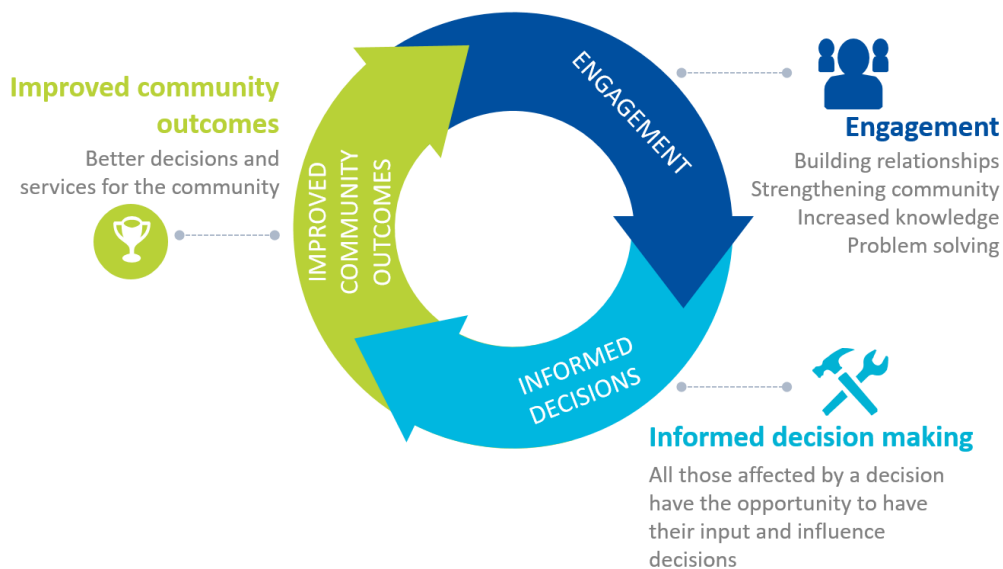 Improved community
outcomes
Better decisions and
services for the community
IMPROVED
COMMUNITY
OUTCOMES
ENGAGEMENT
Engagement
Building relationships
Strengthening community
Increased knowledge
Problem solving
INFORMED
DECISIONS
Informed decision making
All those affected by a decision
have the opportunity to have
their input and influence
decisions